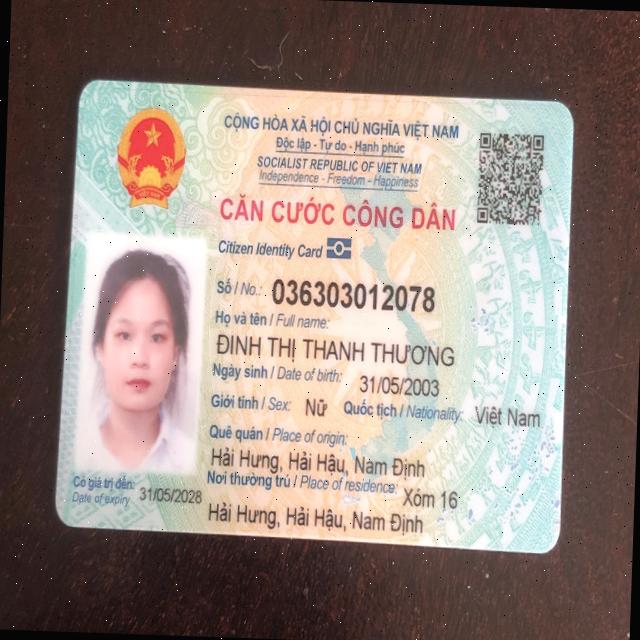 CỘNG HÒA XÃ HỘI CHỦ NGHĨA VIỆT NAM
Độc lập - Tự do - Hạnh phúc
SOCIALIST REPUBLIC OF VIET NAM
Independence - Freedom - Happiness
CĂN CƯỚC CÔNG DÂN
Citizen Identity Card
Số / No.: 036303012078
Họ và tên / Full name:
ĐINH THỊ THANH THƯƠNG
Ngày sinh / Date of birth: 31/05/2003
Giới tính / Sex: Nữ Quốc tịch / Nationality: Việt Nam
Quê quán / Place of origin:
Hải Hưng, Hải Hậu, Nam Định
Nơi thường trú / Place of residence: Xóm 16
Hải Hưng, Hải Hậu, Nam Định
Có giá trị đến: 31/05/2028
Date of expiry